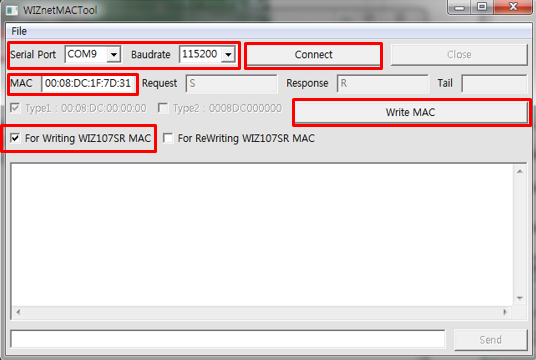 WIZnetMACTool
File
Serial Port COM9 Baudrate 115200 Connect Close
MAC 00:08:DC:1F:7D:31 Request S Response R Tail
Type1 : 00:08:DC:00:00:00 Type2 : 0008DC000000 Write MAC
For Writing WIZ107SR MAC For ReWriting WIZ107SR MAC
Send